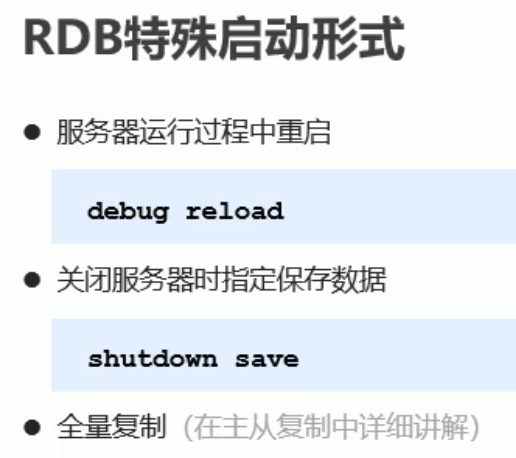 RDB特殊启动形式
● 服务器运行过程中重启
debug reload
● 关闭服务器时指定保存数据
shutdown save
● 全量复制（在主从复制中详细讲解）